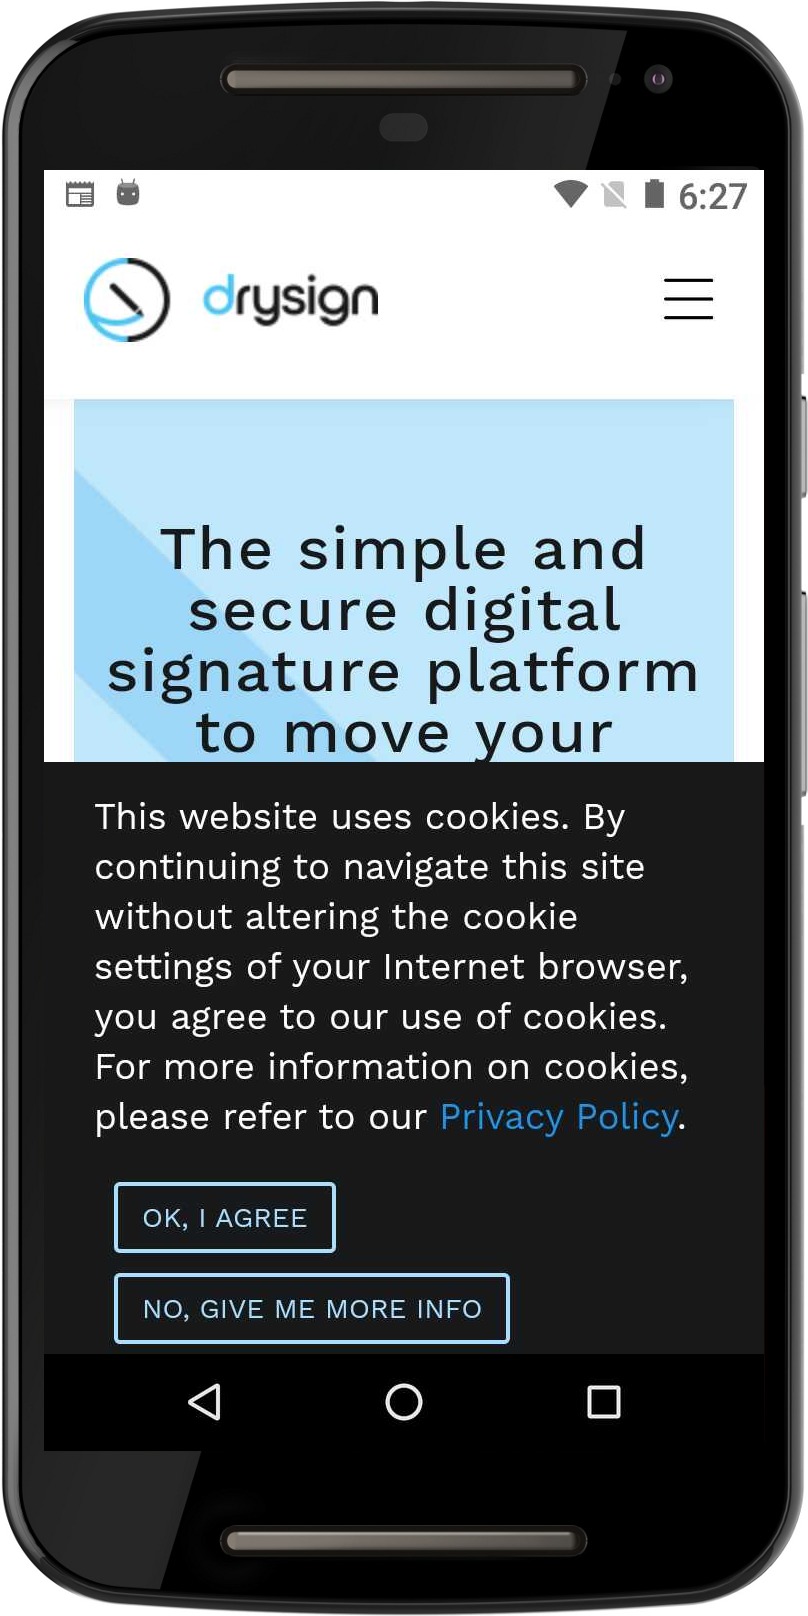 6:27
drysign
The simple and
secure digital
signature platform
to move your
This website uses cookies. By
continuing to navigate this site
without altering the cookie
settings of your Internet browser,
you agree to our use of cookies.
For more information on cookies,
please refer to our Privacy Policy.
OK, I AGREE
NO, GIVE ME MORE INFO